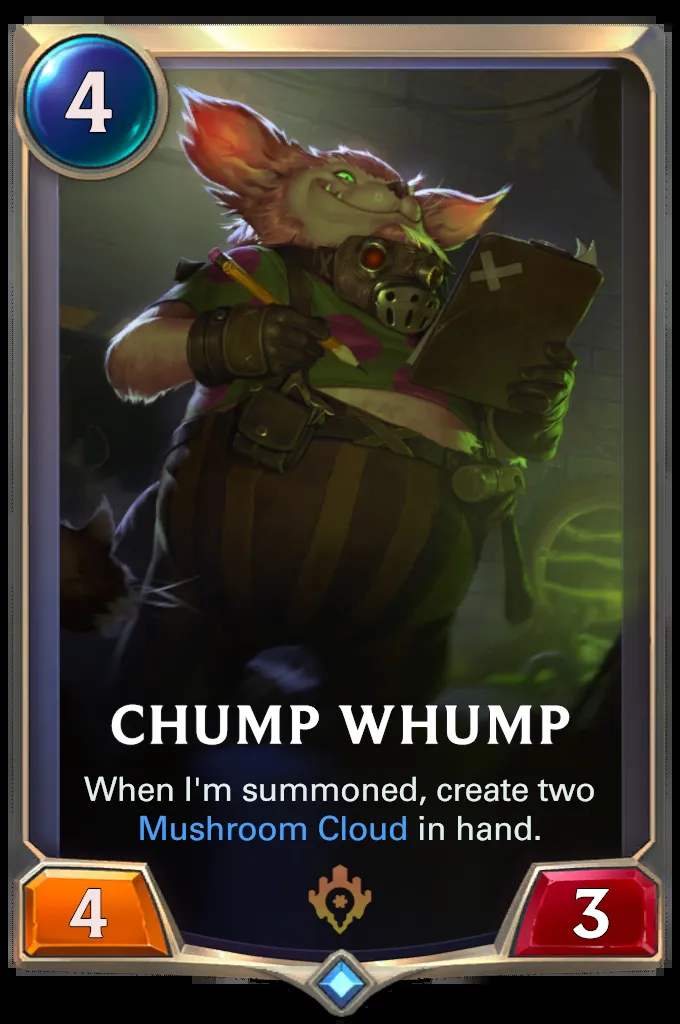 4
CHUMP WHUMP
When I'm summoned, create two
Mushroom Cloud in hand.
4
3